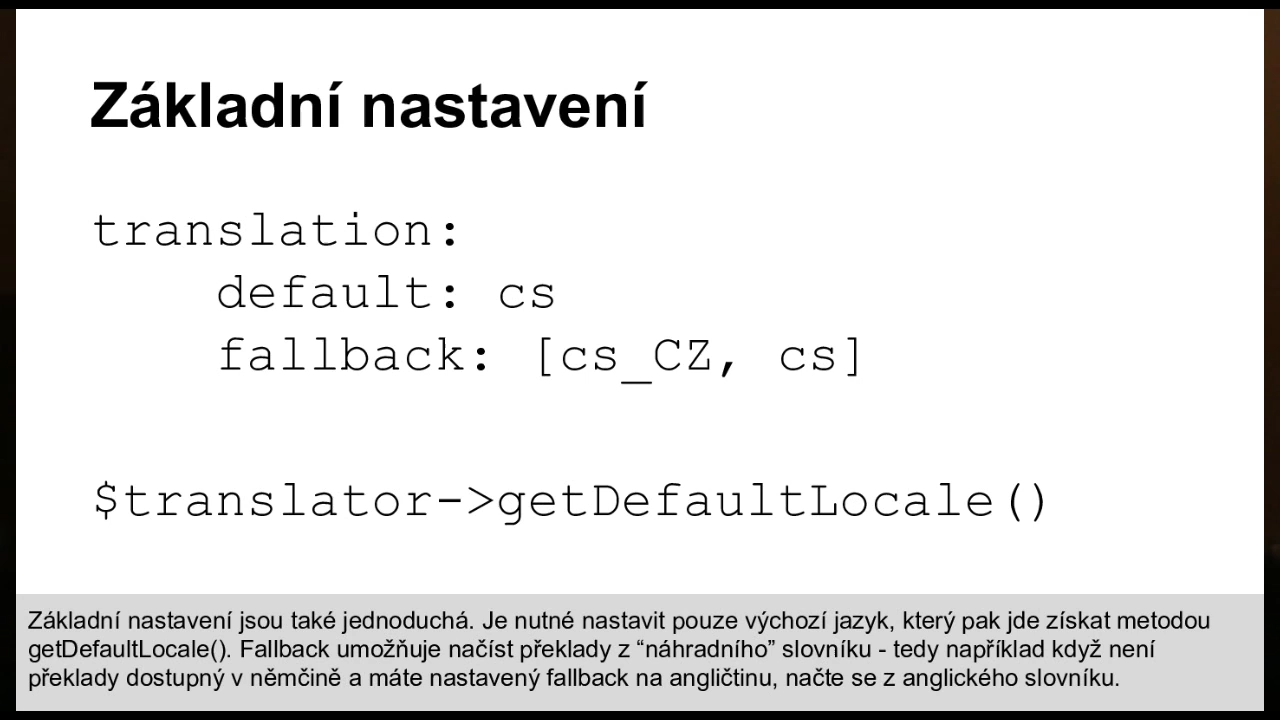 Základní nastavení
translation:
    default: cs
    fallback: [cs_CZ, cs]
$translator->getDefaultLocale()
Základní nastavení jsou také jednoduchá. Je nutné nastavit pouze výchozí jazyk, který pak jde získat metodou
getDefaultLocale(). Fallback umožňuje načíst překlady z “náhradního” slovníku - tedy například když není
překlady dostupný v němčině a máte nastavený fallback na angličtinu, načte se z anglického slovníku.